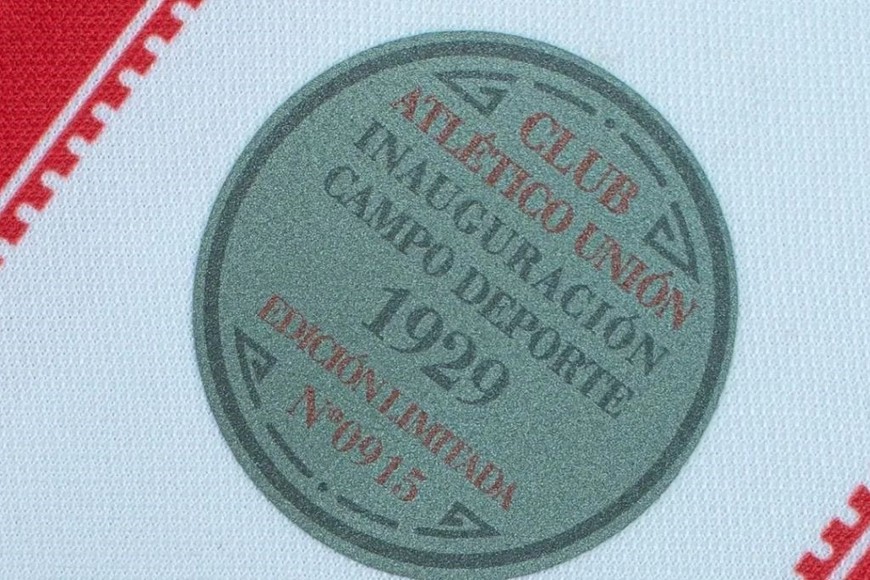 CLUB
ATLÉTICO UNIÓN
INAUGURACIÓN
CAMPO DEPORTE
1929
EDICIÓN LIMITADA
Nº0915